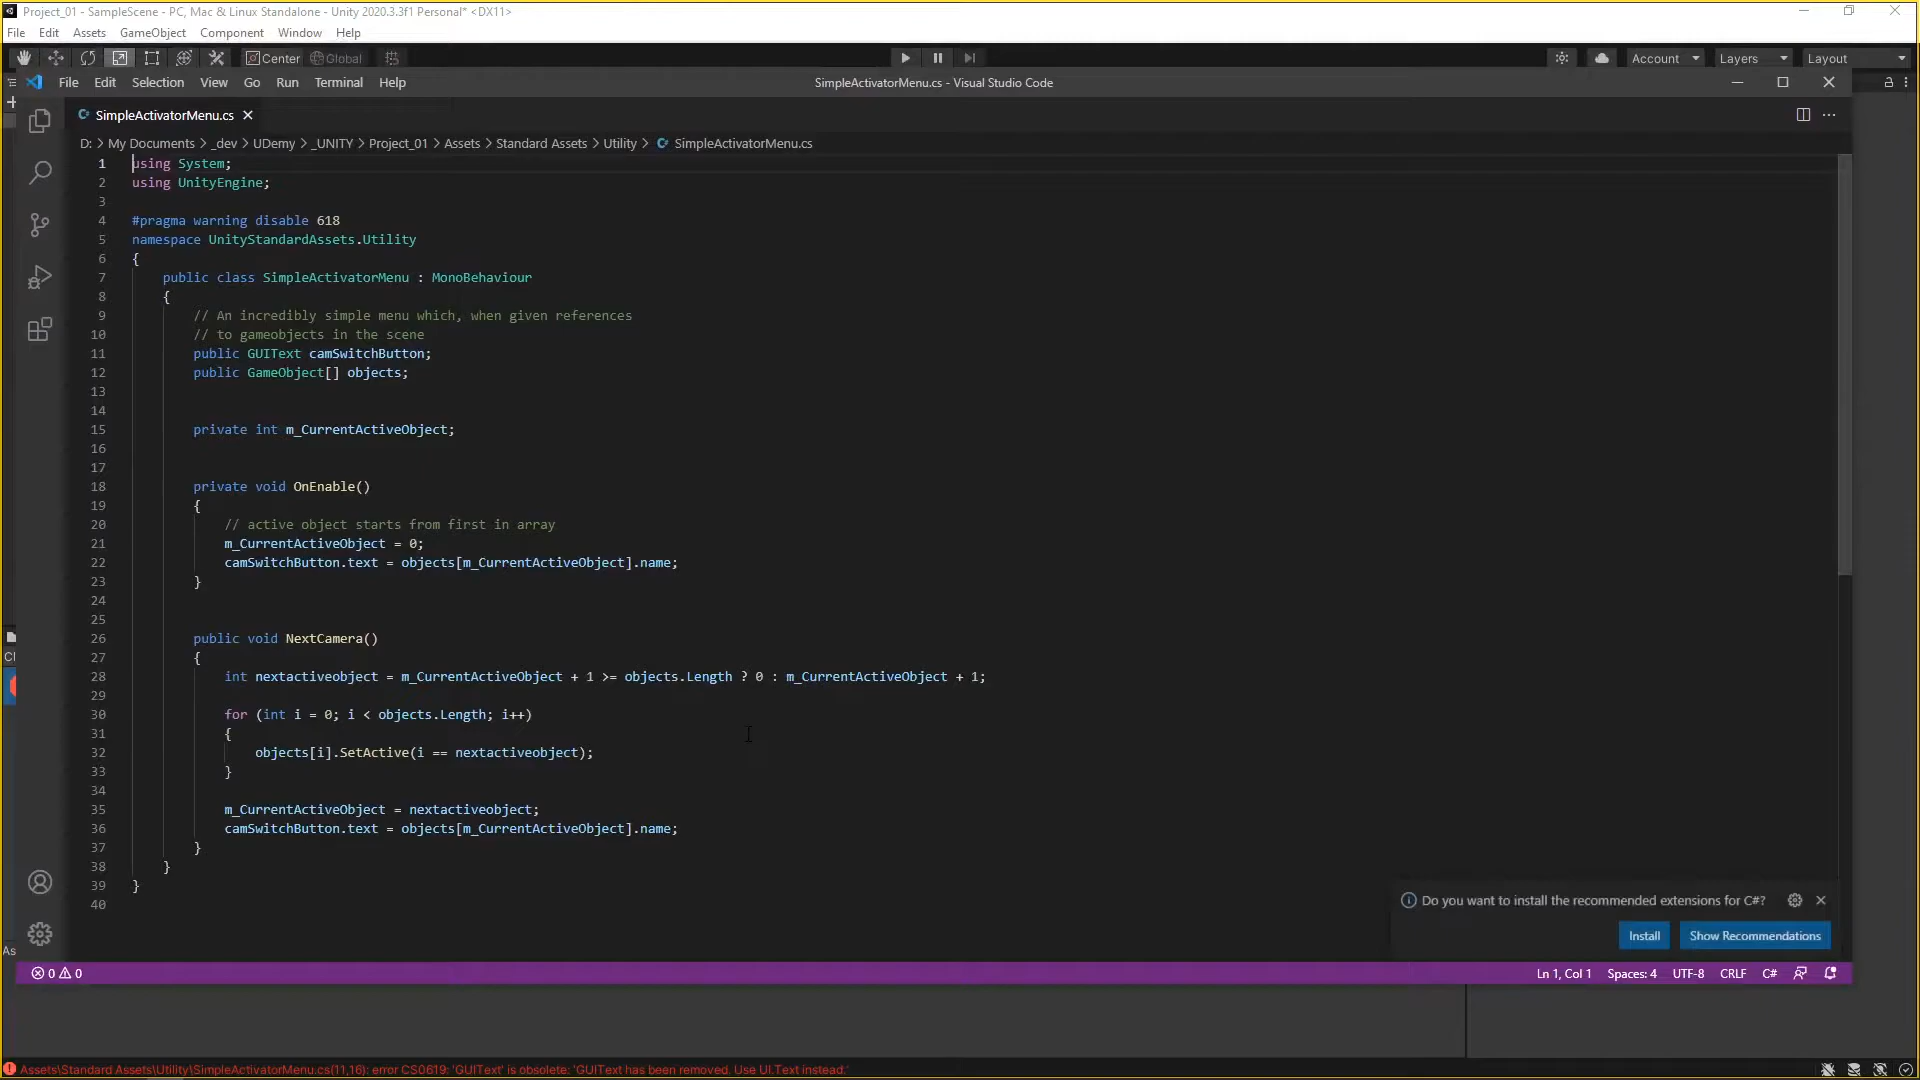 Project_01 - SampleScene - PC, Mac & Linux Standalone - Unity 2020.3.3f1 Personal* <DX11>
File Edit Assets GameObject Component Window Help
Center Global Account Layers Layout
File Edit Selection View Go Run Terminal Help SimpleActivatorMenu.cs - Visual Studio Code
SimpleActivatorMenu.cs
D: > My Documents > _dev > UDemy > _UNITY > Project_01 > Assets > Standard Assets > Utility > SimpleActivatorMenu.cs
1 using System;
2 using UnityEngine;
3
4 #pragma warning disable 618
5 namespace UnityStandardAssets.Utility
6 {
7 public class SimpleActivatorMenu : MonoBehaviour
8 {
9 // An incredibly simple menu which, when given references
10 // to gameobjects in the scene
11 public GUIText camSwitchButton;
12 public GameObject[] objects;
13
14
15 private int m_CurrentActiveObject;
16
17
18 private void OnEnable()
19 {
20 // active object starts from first in array
21 m_CurrentActiveObject = 0;
22 camSwitchButton.text = objects[m_CurrentActiveObject].name;
23 }
24
25
26 public void NextCamera()
27 {
28 int nextactiveobject = m_CurrentActiveObject + 1 >= objects.Length ? 0 : m_CurrentActiveObject + 1;
29
30 for (int i = 0; i < objects.Length; i++)
31 {
32 objects[i].SetActive(i == nextactiveobject);
33 }
34
35 m_CurrentActiveObject = nextactiveobject;
36 camSwitchButton.text = objects[m_CurrentActiveObject].name;
37 }
38 }
39 }
40
Do you want to install the recommended extensions for C#?
Install Show Recommendations
As
0 0 Ln 1, Col 1 Spaces: 4 UTF-8 CRLF C#
Assets\Standard Assets\Utility\SimpleActivatorMenu.cs(11,16): error CS0619: 'GUIText' is obsolete: 'GUIText has been removed. Use UI.Text instead.'